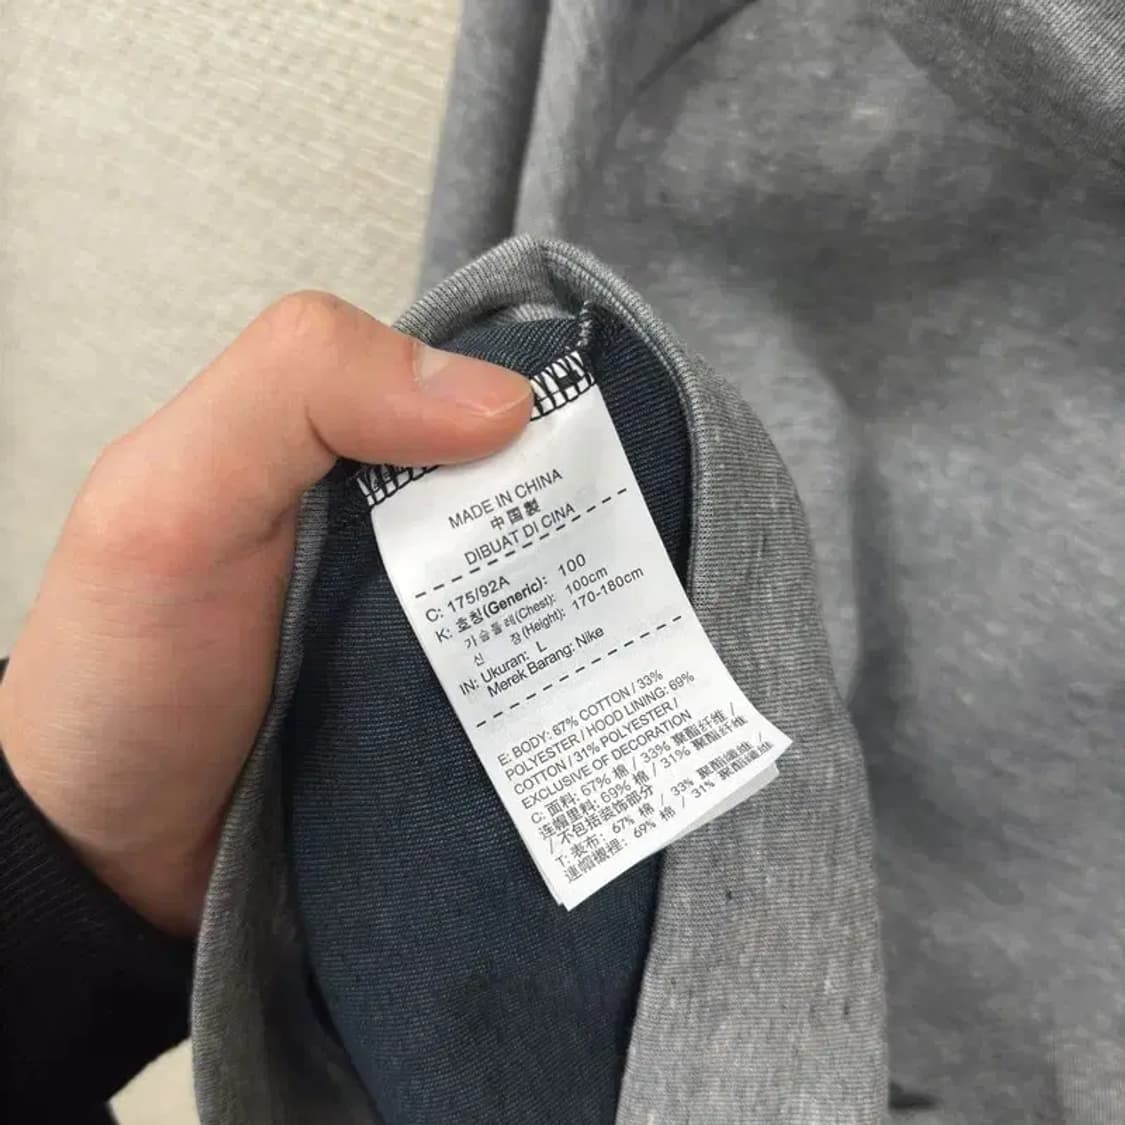 MADE IN CHINA
中国製
DIBUAT DI CINA
C: 175/92A
K: 호칭(Generic): 100
가슴둘레(Chest): 100cm
신 장(Height): 170-180cm
IN: Ukuran: L
Merek Barang: Nike
E: BODY: 67% COTTON / 33%
POLYESTER / HOOD LINING: 69%
COTTON / 31% POLYESTER /
EXCLUSIVE OF DECORATION
C: 面料: 67% 棉 / 33% 聚酯纤维 /
连帽里料: 69% 棉 / 31% 聚酯纤维
/ 不包括装饰部分
T: 表布: 67% 棉 / 33% 聚酯纖維 /
連帽襯裡: 69% 棉 / 31% 聚酯纖維